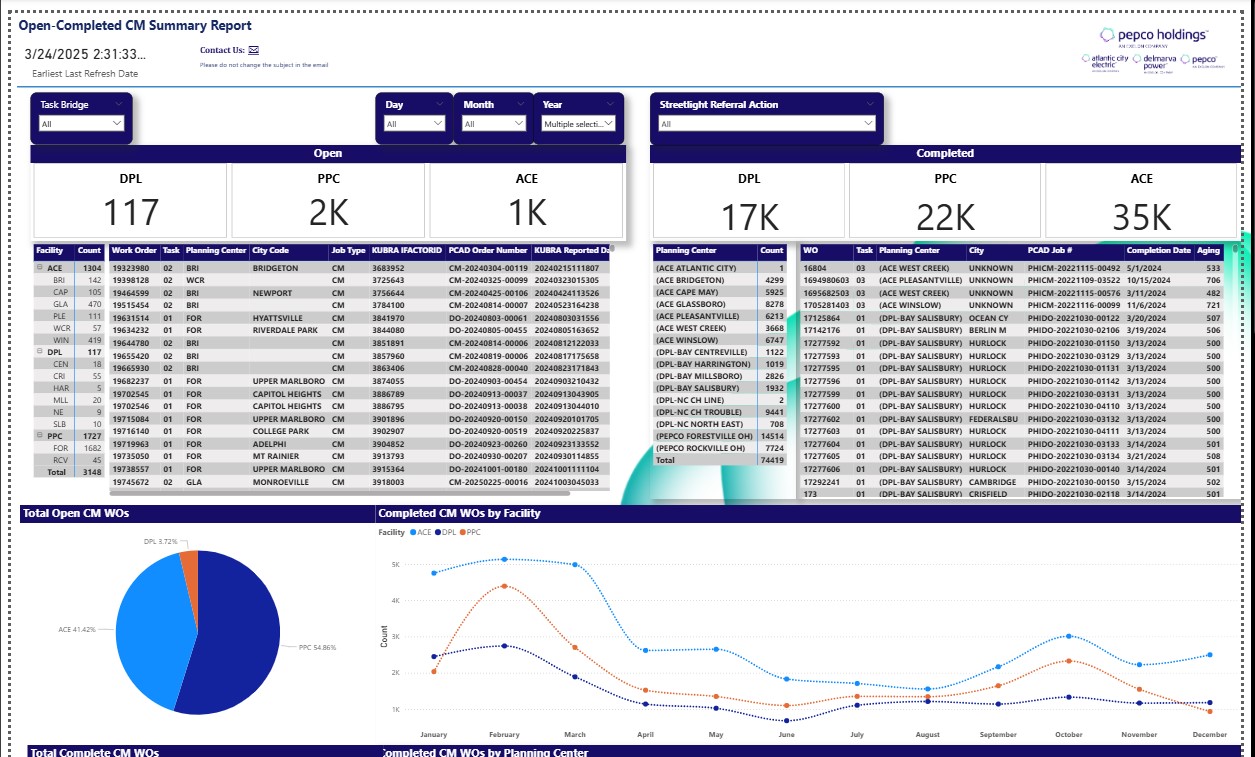 Open-Completed CM Summary Report
3/24/2025 2:31:33...
Earliest Last Refresh Date
Contact Us:
Please do not change the subject in the email
pepco holdings
AN EXELON COMPANY
atlantic city electric
delmarva power
pepco
Task Bridge
All
Day
All
Month
All
Year
Multiple selecti...
Streetlight Referral Action
All
Open
DPL
117
PPC
2K
ACE
1K
Completed
DPL
17K
PPC
22K
ACE
35K
Facility Count
ACE 1304
BRI 142
CAP 105
GLA 470
PLE 111
WCR 57
WIN 419
DPL 117
CEN 18
CRI 55
HAR 5
MLL 20
NE 9
SLB 10
PPC 1727
FOR 1682
RCV 45
Total 3148
Work Order Task Planning Center City Code Job Type KUBRA IFACTORID PCAD Order Number KUBRA Reported Da
19323980 02 BRI BRIDGETON CM 3683952 CM-20240304-00119 20240215111807
19398128 02 WCR CM 3725643 CM-20240325-00099 20240323015305
19464599 02 BRI NEWPORT CM 3756644 CM-20240425-00106 20240424113526
19515454 02 BRI CM 3784100 CM-20240814-00007 20240523164238
19631514 01 FOR HYATTSVILLE CM 3841970 DO-20240803-00061 20240803031556
19634232 01 FOR RIVERDALE PARK CM 3844080 DO-20240805-00455 20240805163652
19644780 02 BRI CM 3851891 CM-20240814-00006 20240812122033
19655420 02 BRI CM 3857960 CM-20240819-00006 20240817175658
19665930 02 BRI CM 3863406 CM-20240828-00040 20240823171843
19682237 01 FOR UPPER MARLBORO CM 3874055 DO-20240903-00454 20240903210432
19702545 01 FOR CAPITOL HEIGHTS CM 3886789 DO-20240913-00037 20240913043905
19702546 01 FOR CAPITOL HEIGHTS CM 3886795 DO-20240913-00038 20240913044010
19715084 01 FOR UPPER MARLBORO CM 3901896 DO-20240920-00150 20240920101705
19716140 01 FOR COLLEGE PARK CM 3902907 DO-20240920-00519 20240920225837
19719963 01 FOR ADELPHI CM 3904852 DO-20240923-00260 20240923133552
19735050 01 FOR MT RAINIER CM 3913793 DO-20240930-00207 20240930114855
19738557 01 FOR UPPER MARLBORO CM 3915364 DO-20241001-00180 20241001111104
19745672 02 GLA MONROEVILLE CM 3918003 CM-20250225-00016 20241003045033
Planning Center Count
(ACE ATLANTIC CITY) 1
(ACE BRIDGETON) 4299
(ACE CAPE MAY) 5925
(ACE GLASSBORO) 8278
(ACE PLEASANTVILLE) 6213
(ACE WEST CREEK) 3668
(ACE WINSLOW) 6747
(DPL-BAY CENTREVILLE) 1122
(DPL-BAY HARRINGTON) 1019
(DPL-BAY MILLSBORO) 2826
(DPL-BAY SALISBURY) 1932
(DPL-NC CH LINE) 2
(DPL-NC CH TROUBLE) 9441
(DPL-NC NORTH EAST) 708
(PEPCO FORESTVILLE OH) 14514
(PEPCO ROCKVILLE OH) 7724
Total 74419
WO Task Planning Center City PCAD Job # Completion Date Aging
16804 03 (ACE WEST CREEK) UNKNOWN PHICM-20221115-00492 5/1/2024 533
1694980603 03 (ACE PLEASANTVILLE) UNKNOWN PHICM-20221109-03522 10/15/2024 706
1695682503 03 (ACE WEST CREEK) UNKNOWN PHICM-20221115-00576 3/11/2024 482
1705281403 03 (ACE WINSLOW) UNKNOWN PHICM-20221116-00099 11/6/2024 721
17125864 01 (DPL-BAY SALISBURY) OCEAN CY PHIDO-20221030-00122 3/20/2024 507
17142176 01 (DPL-BAY SALISBURY) BERLIN M PHIDO-20221030-02106 3/19/2024 506
17277592 01 (DPL-BAY SALISBURY) HURLOCK PHIDO-20221030-01150 3/13/2024 500
17277593 01 (DPL-BAY SALISBURY) HURLOCK PHIDO-20221030-03129 3/13/2024 500
17277595 01 (DPL-BAY SALISBURY) HURLOCK PHIDO-20221030-01131 3/13/2024 500
17277596 01 (DPL-BAY SALISBURY) HURLOCK PHIDO-20221030-01142 3/13/2024 500
17277599 01 (DPL-BAY SALISBURY) HURLOCK PHIDO-20221030-03131 3/13/2024 500
17277600 01 (DPL-BAY SALISBURY) HURLOCK PHIDO-20221030-04110 3/13/2024 500
17277602 01 (DPL-BAY SALISBURY) FEDERALSBU PHIDO-20221030-03133 3/13/2024 500
17277603 01 (DPL-BAY SALISBURY) HURLOCK PHIDO-20221030-04111 3/13/2024 500
17277604 01 (DPL-BAY SALISBURY) HURLOCK PHIDO-20221030-03132 3/14/2024 501
17277605 01 (DPL-BAY SALISBURY) HURLOCK PHIDO-20221030-03134 3/21/2024 508
17277606 01 (DPL-BAY SALISBURY) HURLOCK PHIDO-20221030-00140 3/14/2024 501
17292241 01 (DPL-BAY SALISBURY) CAMBRIDGE PHIDO-20221030-00150 3/15/2024 502
173 01 (DPL-BAY SALISBURY) CRISFIELD PHIDO-20221030-02118 3/14/2024 501
Total Open CM WOs
DPL 3.72%
ACE 41.42%
PPC 54.86%
Completed CM WOs by Facility
Facility ACE DPL PPC
5K
4K
3K
2K
1K
Count
January February March April May June July August September October November December
Total Complete CM WOs
Completed CM WOs by Planning Center